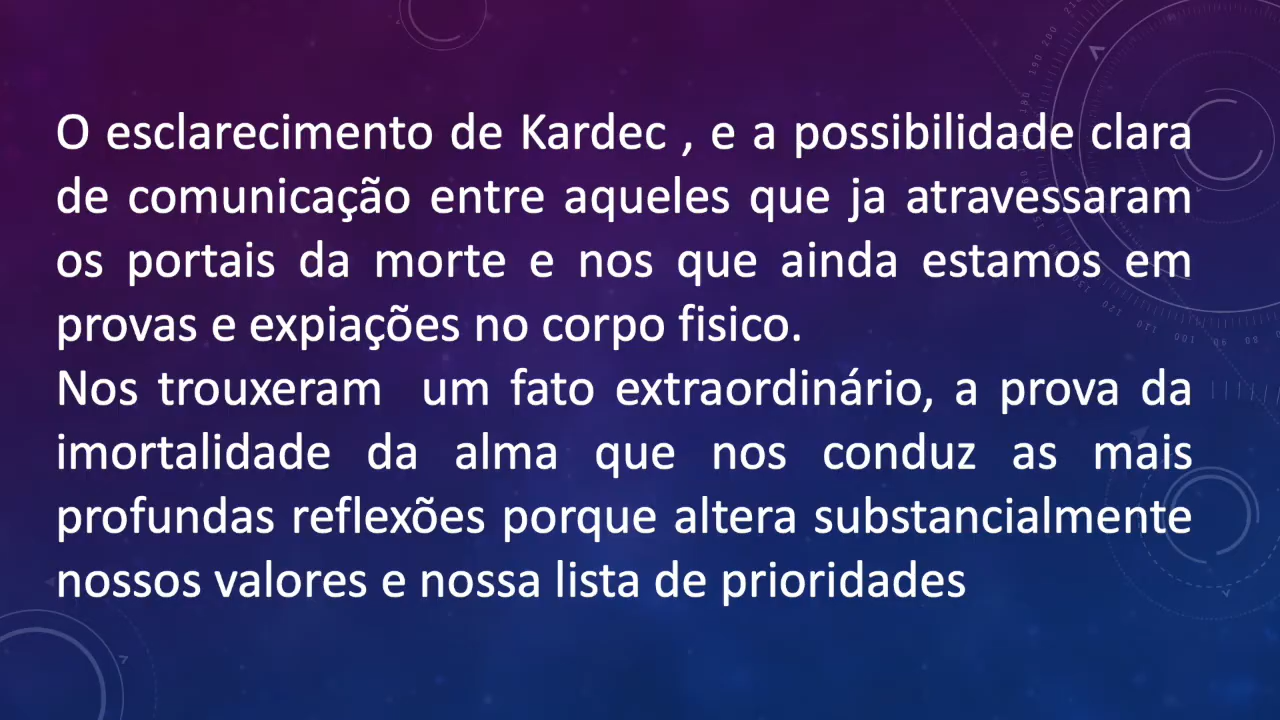 O esclarecimento de Kardec , e a possibilidade clara
de comunicação entre aqueles que ja atravessaram
os portais da morte e nos que ainda estamos em
provas e expiações no corpo fisico.
Nos trouxeram um fato extraordinário, a prova da
imortalidade da alma que nos conduz as mais
profundas reflexões porque altera substancialmente
nossos valores e nossa lista de prioridades